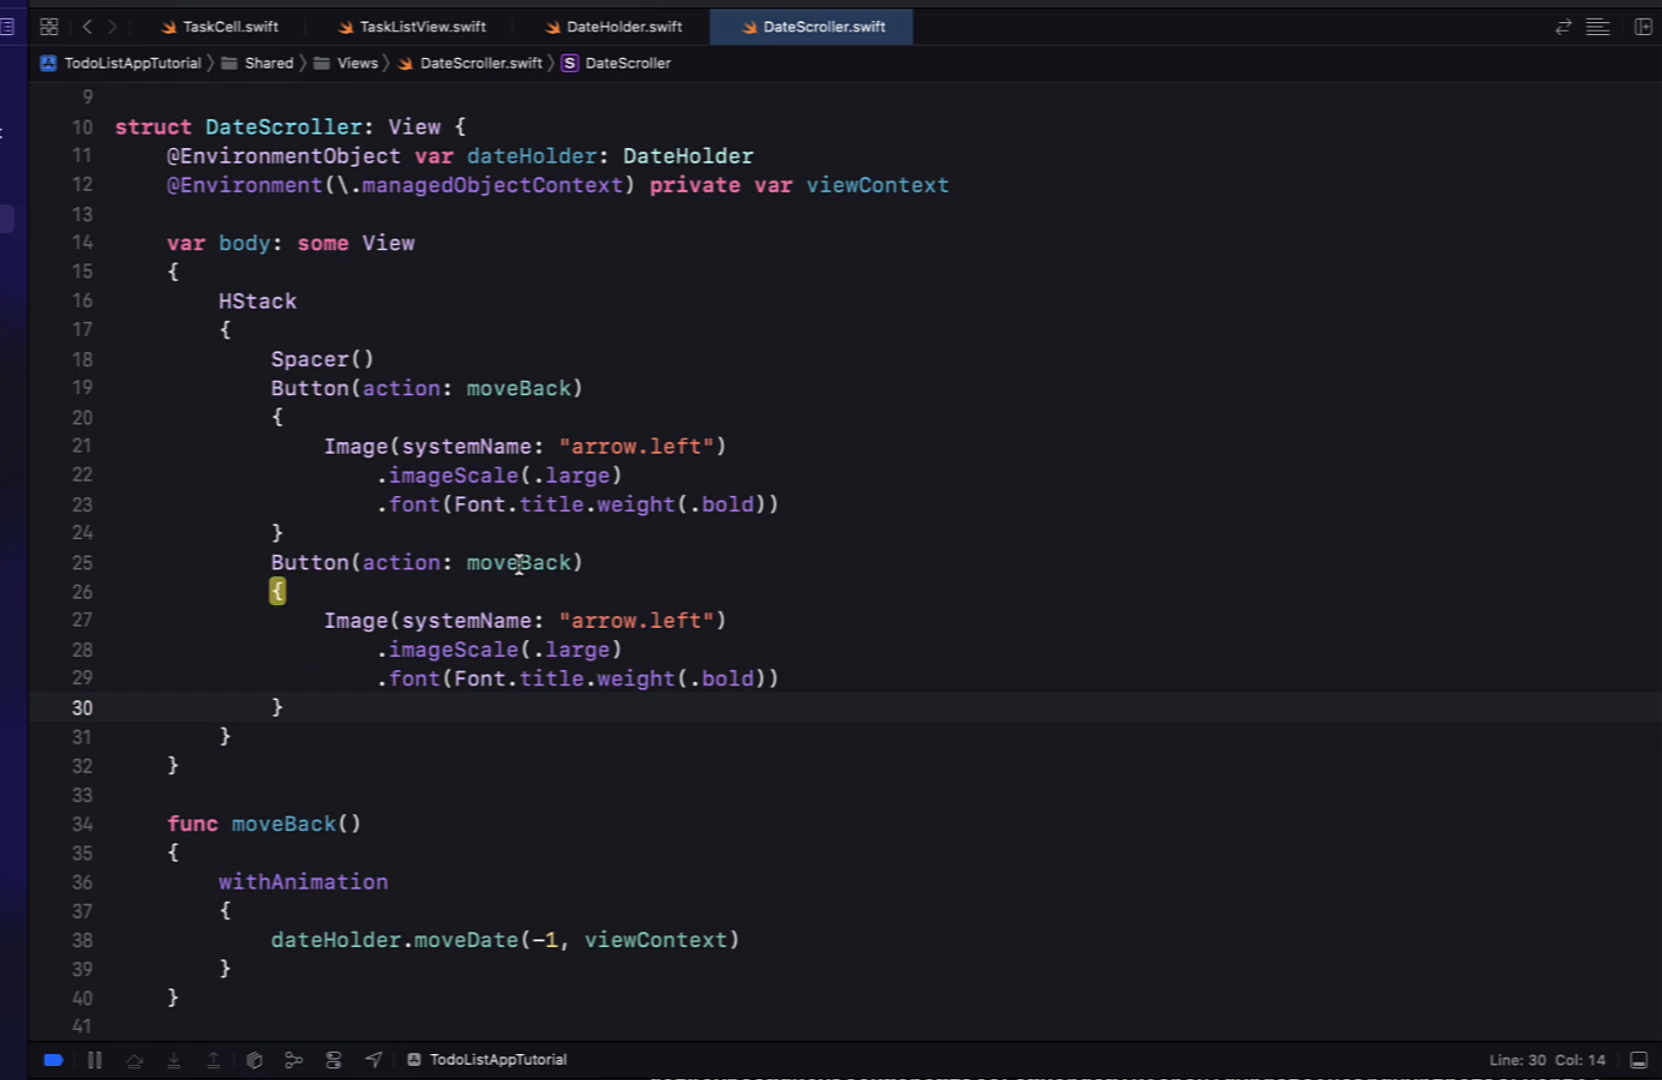 TaskCell.swift TaskListView.swift DateHolder.swift DateScroller.swift
TodoListAppTutorial Shared Views DateScroller.swift S DateScroller
9
10 struct DateScroller: View {
11 @EnvironmentObject var dateHolder: DateHolder
12 @Environment(\.managedObjectContext) private var viewContext
13
14 var body: some View
15 {
16 HStack
17 {
18 Spacer()
19 Button(action: moveBack)
20 {
21 Image(systemName: "arrow.left")
22 .imageScale(.large)
23 .font(Font.title.weight(.bold))
24 }
25 Button(action: moveBack)
26 {
27 Image(systemName: "arrow.left")
28 .imageScale(.large)
29 .font(Font.title.weight(.bold))
30 }
31 }
32 }
33
34 func moveBack()
35 {
36 withAnimation
37 {
38 dateHolder.moveDate(-1, viewContext)
39 }
40 }
41
TodoListAppTutorial Line: 30 Col: 14